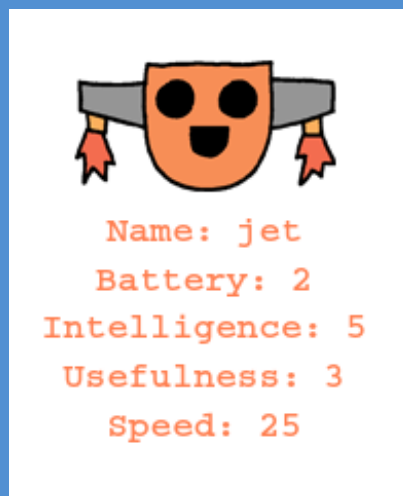 Name: jet
Battery: 2
Intelligence: 5
Usefulness: 3
Speed: 25